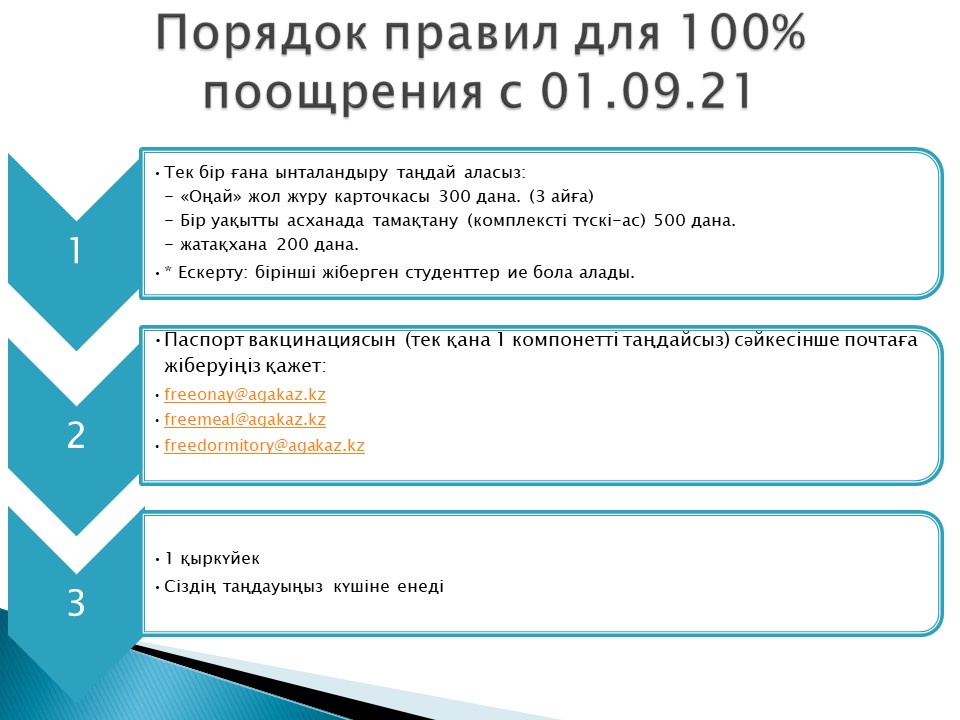 Порядок правил для 100%
поощрения с 01.09.21
1
• Тек бір ғана ынталандыру таңдай аласыз:
- «Оңай» жол жүру карточкасы 300 дана. (3 айға)
- Бір уақытты асханада тамақтану (комплексті түскі-ас) 500 дана.
- жатақхана 200 дана.
• * Ескерту: бірінші жіберген студенттер ие бола алады.
2
• Паспорт вакцинациясын (тек қана 1 компонетті таңдайсыз) сәйкесінше почтаға
жіберуіңіз қажет:
• freeonay@agakaz.kz
• freemeal@agakaz.kz
• freedormitory@agakaz.kz
3
• 1 қыркүйек
• Сіздің таңдауыңыз күшіне енеді